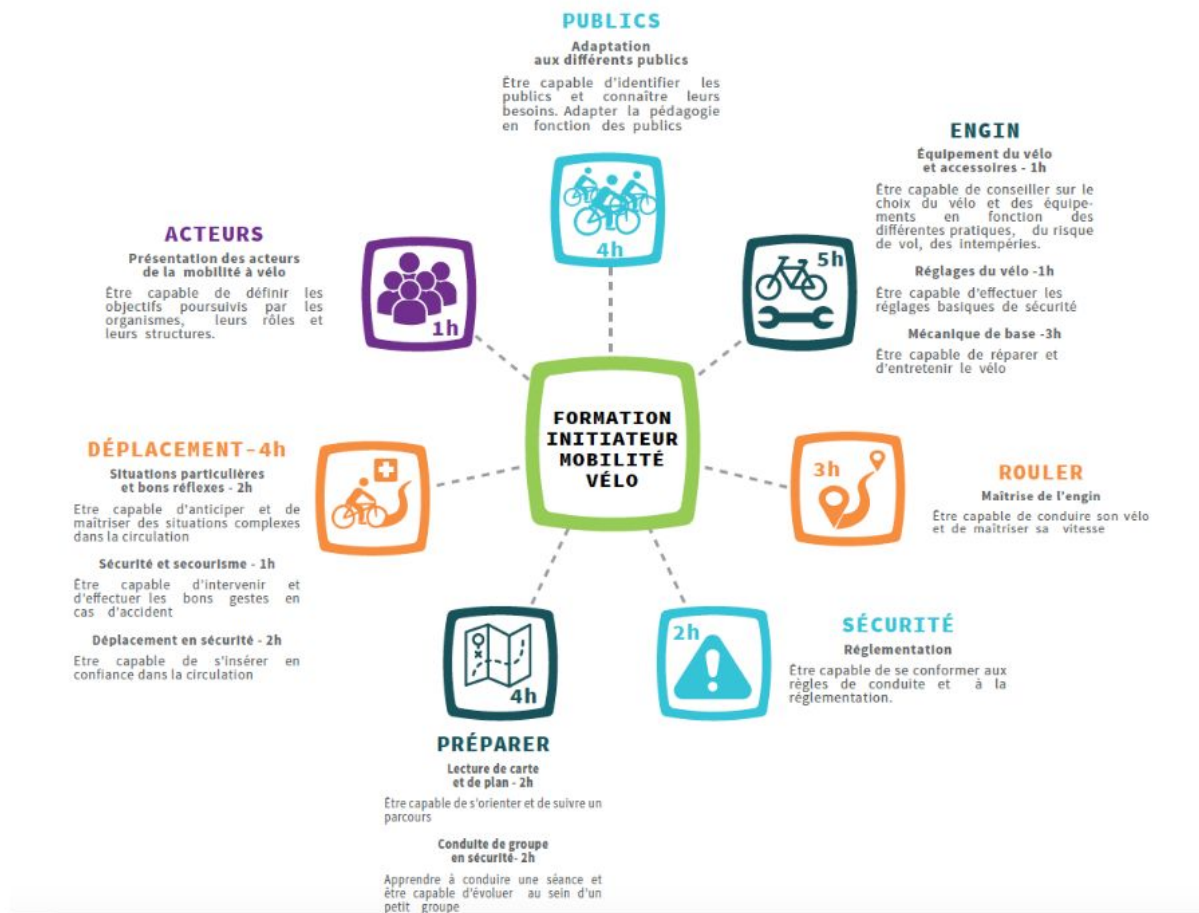 PUBLICS
Adaptation
aux différents publics
Être capable d'identifier les
publics et connaître leurs
besoins. Adapter la pédagogie
en fonction des publics
4h
ENGIN
Équipement du vélo
et accessoires - 1h
Être capable de conseiller sur le
choix du vélo et des équipe-
ments en fonction des
différentes pratiques, du risque
de vol, des intempéries.
Réglages du vélo -1h
Être capable d'effectuer les
réglages basiques de sécurité
Mécanique de base -3h
Être capable de réparer et
d'entretenir le vélo
5h
ACTEURS
Présentation des acteurs
de la mobilité à vélo
Être capable de définir les
objectifs poursuivis par les
organismes, leurs rôles et
leurs structures.
1h
FORMATION
INITIATEUR
MOBILITÉ
VÉLO
DÉPLACEMENT-4h
Situations particulières
et bons réflexes - 2h
Etre capable d'anticiper et de
maîtriser des situations complexes
dans la circulation
Sécurité et secourisme - 1h
Être capable d'intervenir et
d'effectuer les bons gestes en
cas d'accident
Déplacement en sécurité - 2h
Etre capable de s'insérer en
confiance dans la circulation
3h
ROULER
Maîtrise de l'engin
Être capable de conduire son vélo
et de maîtriser sa vitesse
2h
SÉCURITÉ
Réglementation
Être capable de se conformer aux
règles de conduite et à la
réglementation.
4h
PRÉPARER
Lecture de carte
et de plan - 2h
Être capable de s'orienter et de suivre un
parcours
Conduite de groupe
en sécurité- 2h
Apprendre à conduire une séance et
être capable d'évoluer au sein d'un
petit groupe